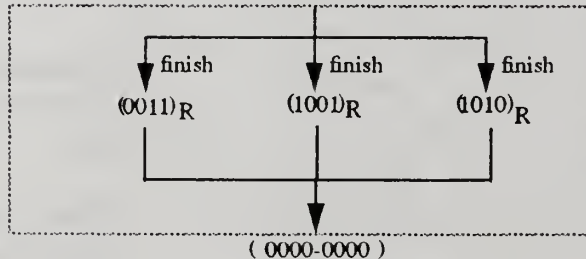 finish finish finish
(0011)R (1001)R (1010)R
( 0000-0000 )